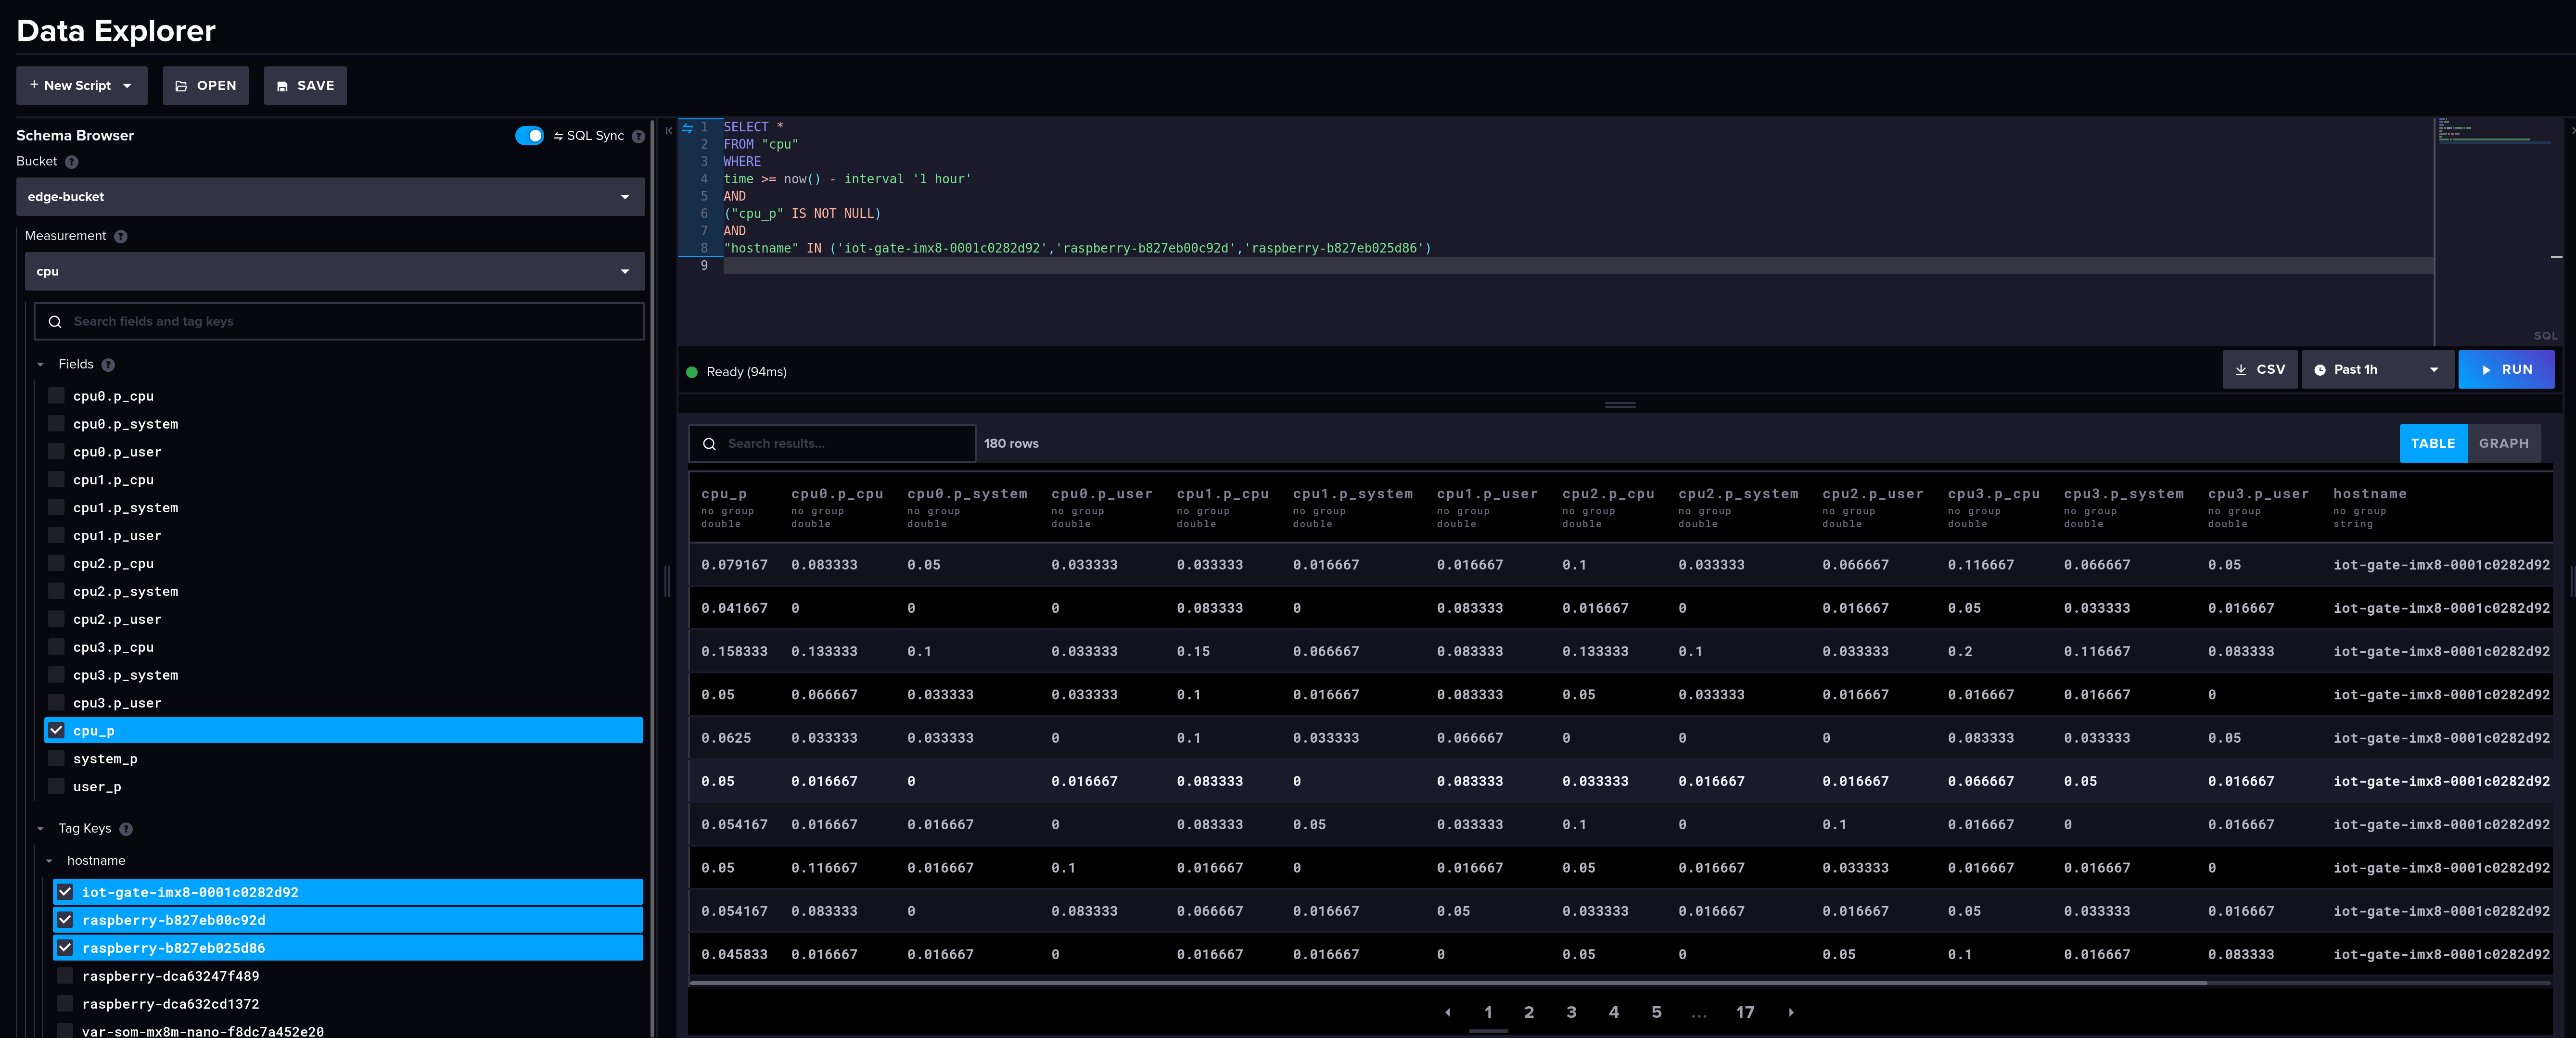 Data Explorer
+ New Script
OPEN
SAVE
Schema Browser
SQL Sync
Bucket
edge-bucket
Measurement
cpu
Search fields and tag keys
Fields
cpu0.p_cpu
cpu0.p_system
cpu0.p_user
cpu1.p_cpu
cpu1.p_system
cpu1.p_user
cpu2.p_cpu
cpu2.p_system
cpu2.p_user
cpu3.p_cpu
cpu3.p_system
cpu3.p_user
cpu_p
system_p
user_p
Tag Keys
hostname
iot-gate-imx8-0001c0282d92
raspberry-b827eb00c92d
raspberry-b827eb025d86
raspberry-dca63247f489
raspberry-dca632cd1372
var-som-mx8m-nano-f8dc7a452e20
1 SELECT *
2 FROM "cpu"
3 WHERE
4 time >= now() - interval '1 hour'
5 AND
6 ("cpu_p" IS NOT NULL)
7 AND
8 "hostname" IN ('iot-gate-imx8-0001c0282d92','raspberry-b827eb00c92d','raspberry-b827eb025d86')
9
SQL
Ready (94ms)
CSV
Past 1h
RUN
Search results...
180 rows
TABLE
GRAPH
cpu_p cpu0.p_cpu cpu0.p_system cpu0.p_user cpu1.p_cpu cpu1.p_system cpu1.p_user cpu2.p_cpu cpu2.p_system cpu2.p_user cpu3.p_cpu cpu3.p_system cpu3.p_user hostname
no group no group no group no group no group no group no group no group no group no group no group no group no group no group
double double double double double double double double double double double double double string
0.079167 0.083333 0.05 0.033333 0.033333 0.016667 0.016667 0.1 0.033333 0.066667 0.116667 0.066667 0.05 iot-gate-imx8-0001c0282d92
0.041667 0 0 0 0.083333 0 0.083333 0.016667 0 0.016667 0.05 0.033333 0.016667 iot-gate-imx8-0001c0282d92
0.158333 0.133333 0.1 0.033333 0.15 0.066667 0.083333 0.133333 0.1 0.033333 0.2 0.116667 0.083333 iot-gate-imx8-0001c0282d92
0.05 0.066667 0.033333 0.033333 0.1 0.016667 0.083333 0.05 0.033333 0.016667 0.016667 0.016667 0 iot-gate-imx8-0001c0282d92
0.0625 0.033333 0.033333 0 0.1 0.033333 0.066667 0 0 0 0.083333 0.033333 0.05 iot-gate-imx8-0001c0282d92
0.05 0.016667 0 0.016667 0.083333 0 0.083333 0.033333 0.016667 0.016667 0.066667 0.05 0.016667 iot-gate-imx8-0001c0282d92
0.054167 0.016667 0.016667 0 0.083333 0.05 0.033333 0.1 0 0.1 0.016667 0 0.016667 iot-gate-imx8-0001c0282d92
0.05 0.116667 0.016667 0.1 0.016667 0 0.016667 0.05 0.016667 0.033333 0.016667 0.016667 0 iot-gate-imx8-0001c0282d92
0.054167 0.083333 0 0.083333 0.066667 0.016667 0.05 0.033333 0.016667 0.016667 0.05 0.033333 0.016667 iot-gate-imx8-0001c0282d92
0.045833 0.016667 0.016667 0 0.016667 0.016667 0 0.05 0 0.05 0.1 0.016667 0.083333 iot-gate-imx8-0001c0282d92
1 2 3 4 5 ... 17